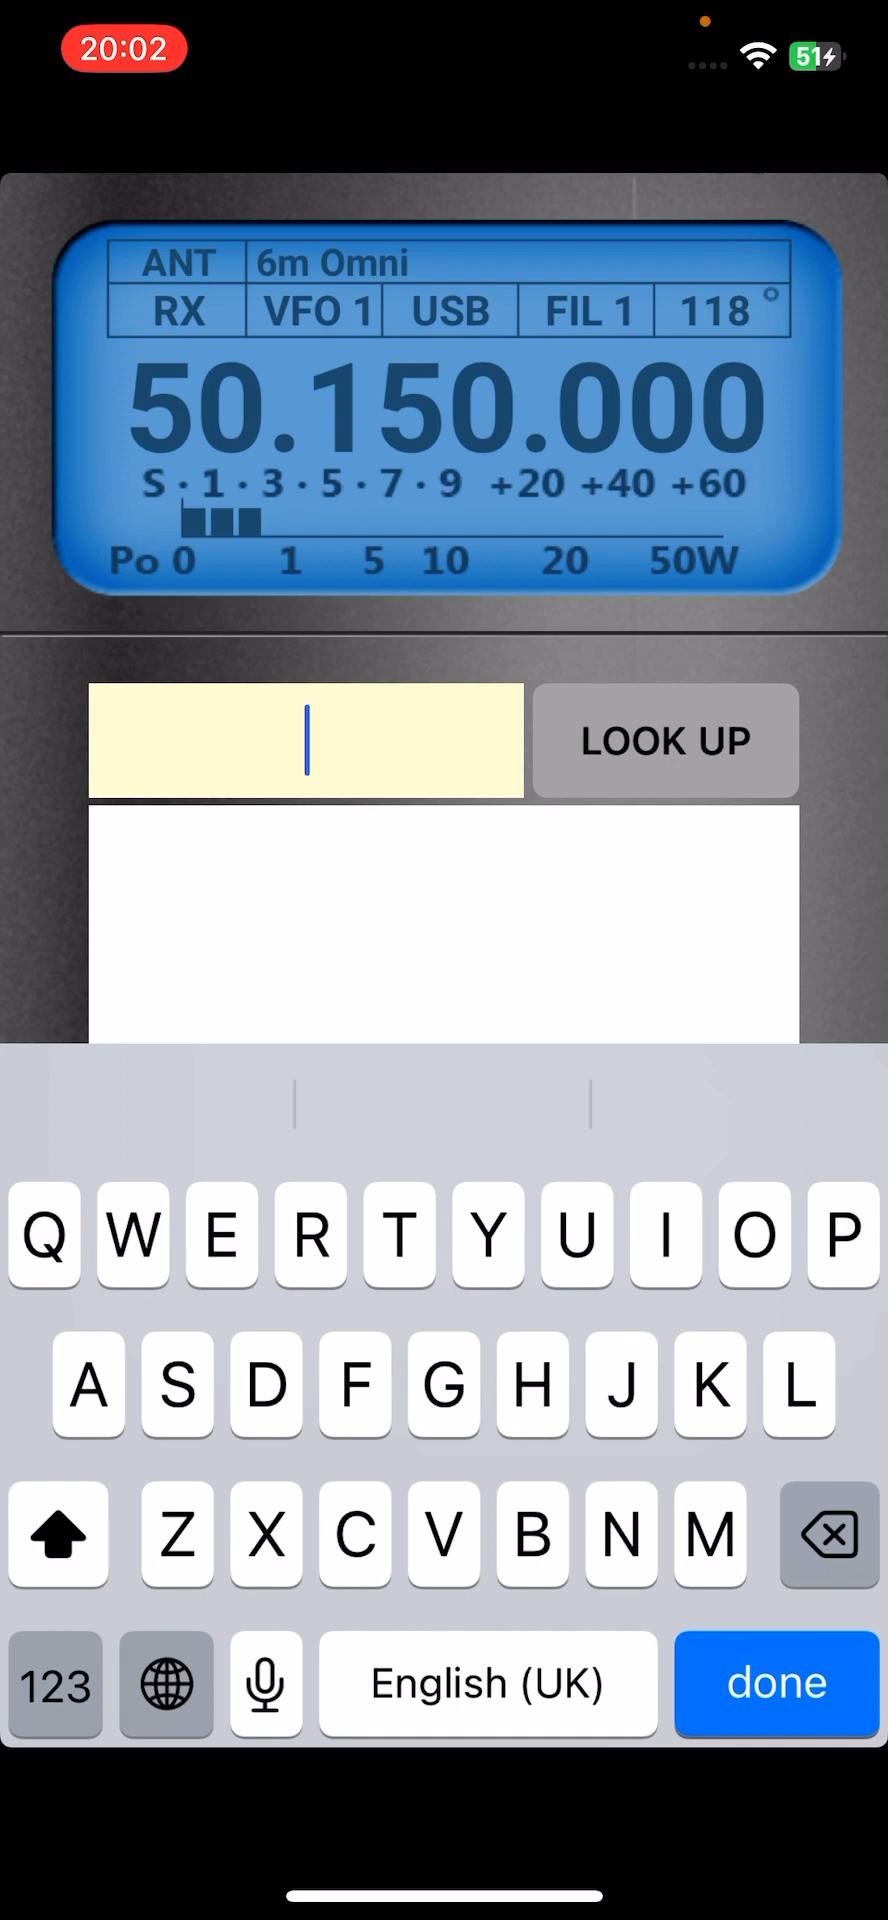 20:02
51
ANT 6m Omni
RX VFO 1 USB FIL 1 118°
50.150.000
S · 1 · 3 · 5 · 7 · 9 +20 +40 +60
Po 0 1 5 10 20 50W
LOOK UP
Q W E R T Y U I O P
A S D F G H J K L
Z X C V B N M
123 English (UK) done